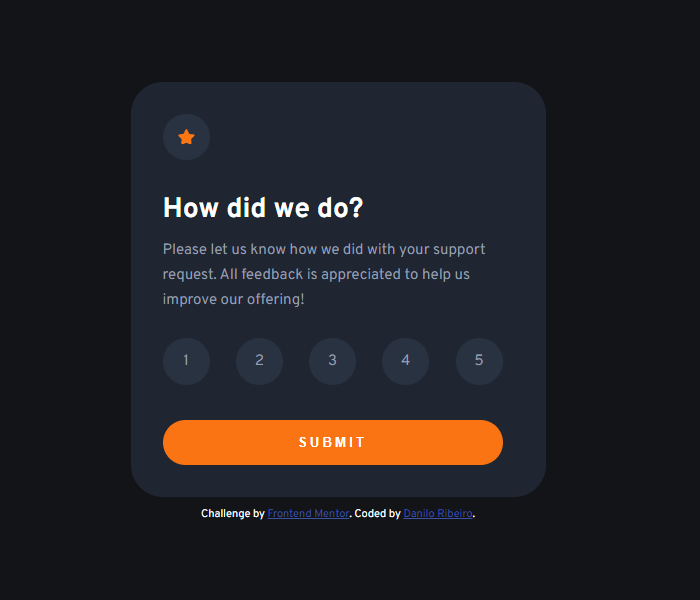 How did we do?
Please let us know how we did with your support
request. All feedback is appreciated to help us
improve our offering!
1 2 3 4 5
SUBMIT
Challenge by Frontend Mentor. Coded by Danilo Ribeiro.